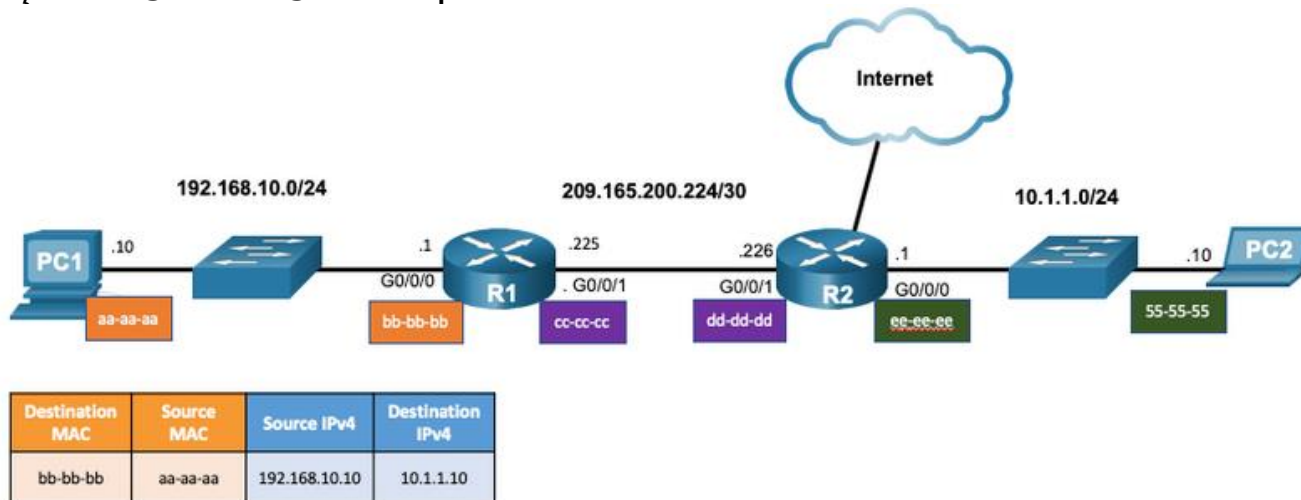 Internet
192.168.10.0/24
209.165.200.224/30
10.1.1.0/24
PC1
.10
.1
G0/0/0
R1
.225
. G0/0/1
.226
G0/0/1
R2
.1
G0/0/0
.10
PC2
aa-aa-aa
bb-bb-bb
cc-cc-cc
dd-dd-dd
ee-ee-ee
55-55-55
Destination MAC Source MAC Source IPv4 Destination IPv4
bb-bb-bb aa-aa-aa 192.168.10.10 10.1.1.10